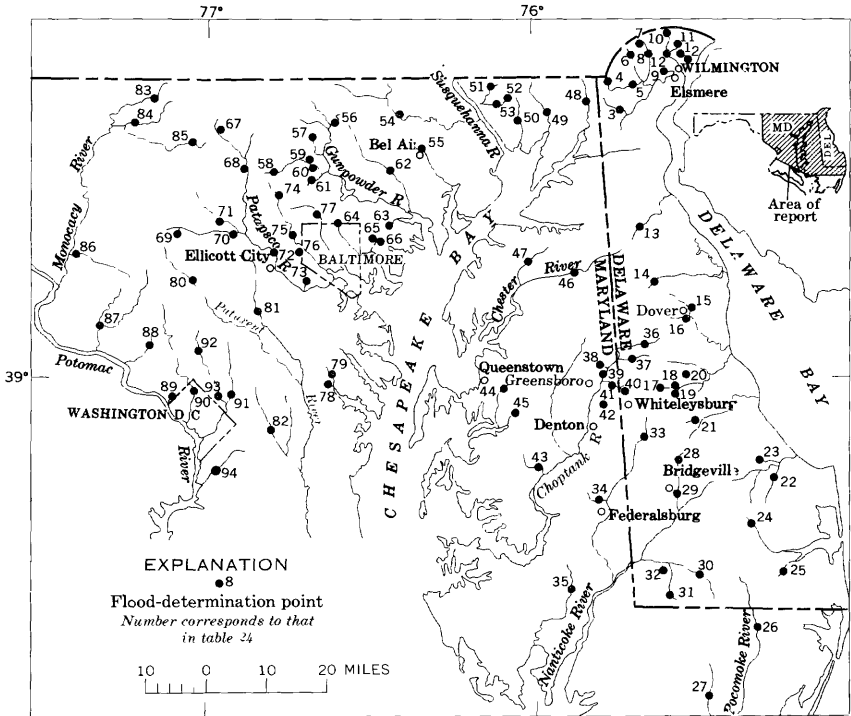 77°
76°
7
10
11
12
6
8
12
9
WILMINGTON
4
5
Elsmere
3
83
84
85
67
68
Susquehanna R
51
52
53
50
49
48
54
56
57
55
Bel Air
58
59
60
61
62
Gunpowder R
74
Monocacy River
Patapsco R
71
69
70
75
77
64
76
72
65
63
66
BALTIMORE
Ellicott City
73
86
80
81
Patuxent
River
87
88
92
Potomac
River
89
90
93
91
WASHINGTON D C
82
94
79
78
39°
CHESAPEAKE BAY
47
46
Chester River
MARYLAND
DELAWARE
MD
DEL
Area of report
DELAWARE BAY
13
14
Dover
15
16
36
37
38
39
40
41
42
Queenstown
44
Greensboro
45
17
18
19
20
Whiteleysburg
21
Denton
33
43
Choptank R
28
Bridgeville
29
23
22
34
Federalsburg
24
25
35
Nanticoke River
32
30
31
26
27
Pocomoke River
EXPLANATION
8
Flood-determination point
Number corresponds to that
in table 24
10 0 10 20 MILES